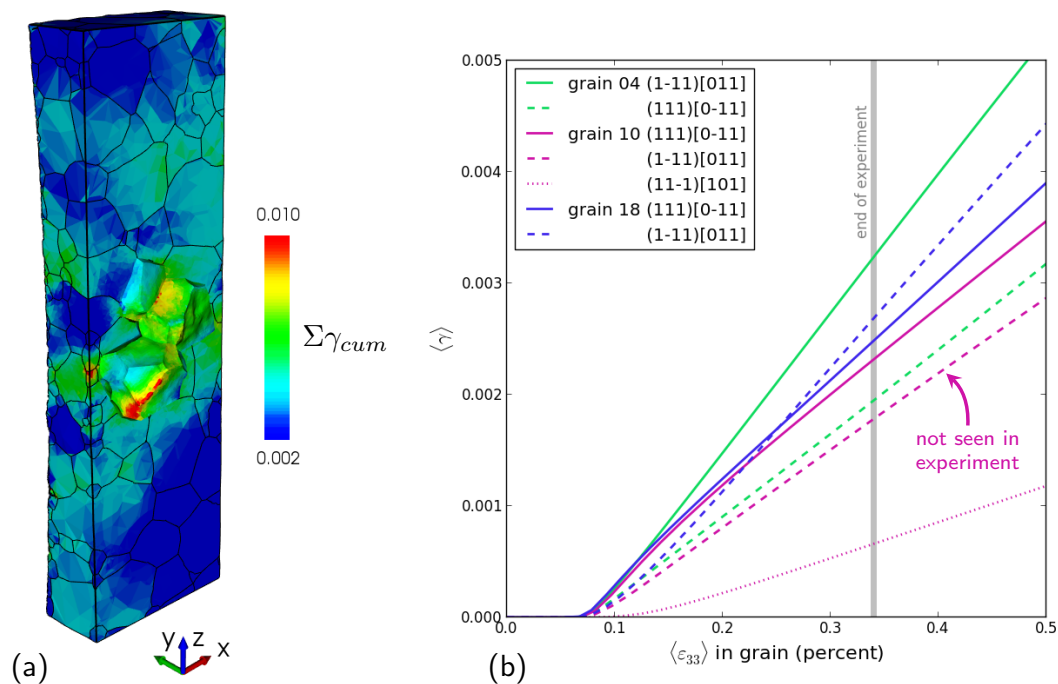 0.010
Σγcum
0.002
y z x
(a)
0.005
0.004
0.003
0.002
0.001
0.000
⟨γ⟩
grain 04 (1-11)[011]
(111)[0-11]
grain 10 (111)[0-11]
(1-11)[011]
(11-1)[101]
grain 18 (111)[0-11]
(1-11)[011]
end of experiment
not seen in
experiment
0.0 0.1 0.2 0.3 0.4 0.5
⟨ε33⟩ in grain (percent)
(b)